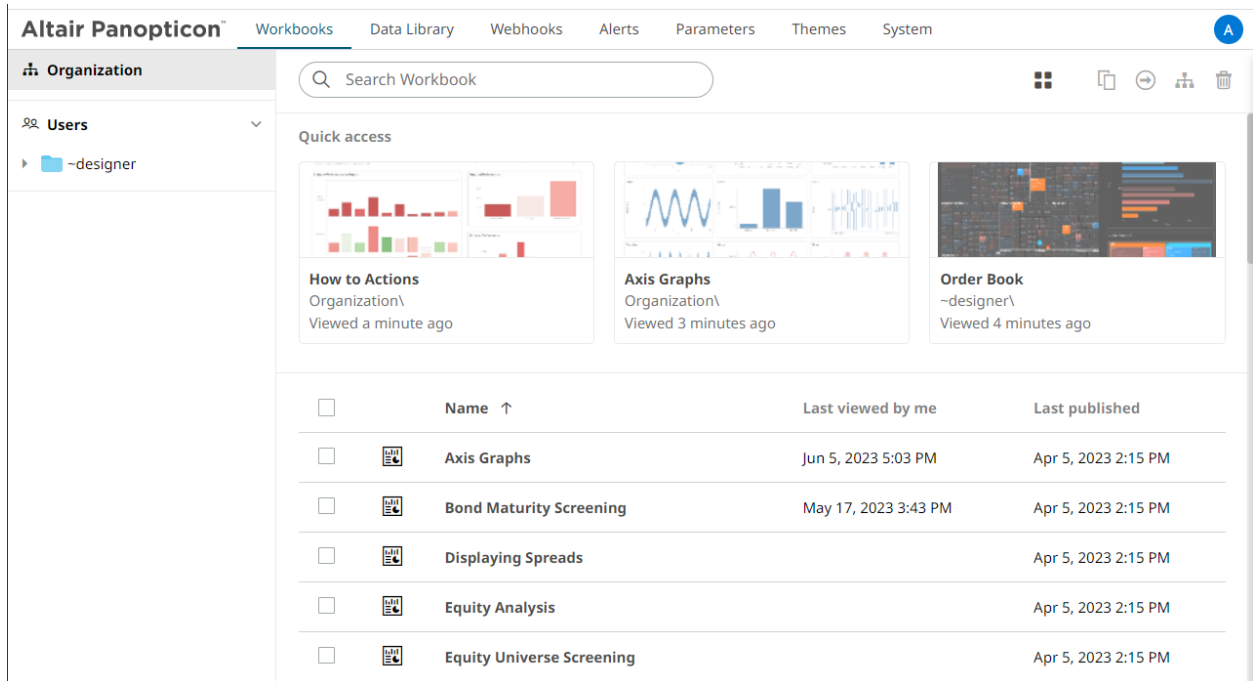 Altair Panopticon™ Workbooks Data Library Webhooks Alerts Parameters Themes System A
Organization
Search Workbook
Users
~designer
Quick access
How to Actions
Organization\
Viewed a minute ago
Axis Graphs
Organization\
Viewed 3 minutes ago
Order Book
~designer\
Viewed 4 minutes ago
Name ↑ Last viewed by me Last published
Axis Graphs Jun 5, 2023 5:03 PM Apr 5, 2023 2:15 PM
Bond Maturity Screening May 17, 2023 3:43 PM Apr 5, 2023 2:15 PM
Displaying Spreads Apr 5, 2023 2:15 PM
Equity Analysis Apr 5, 2023 2:15 PM
Equity Universe Screening Apr 5, 2023 2:15 PM